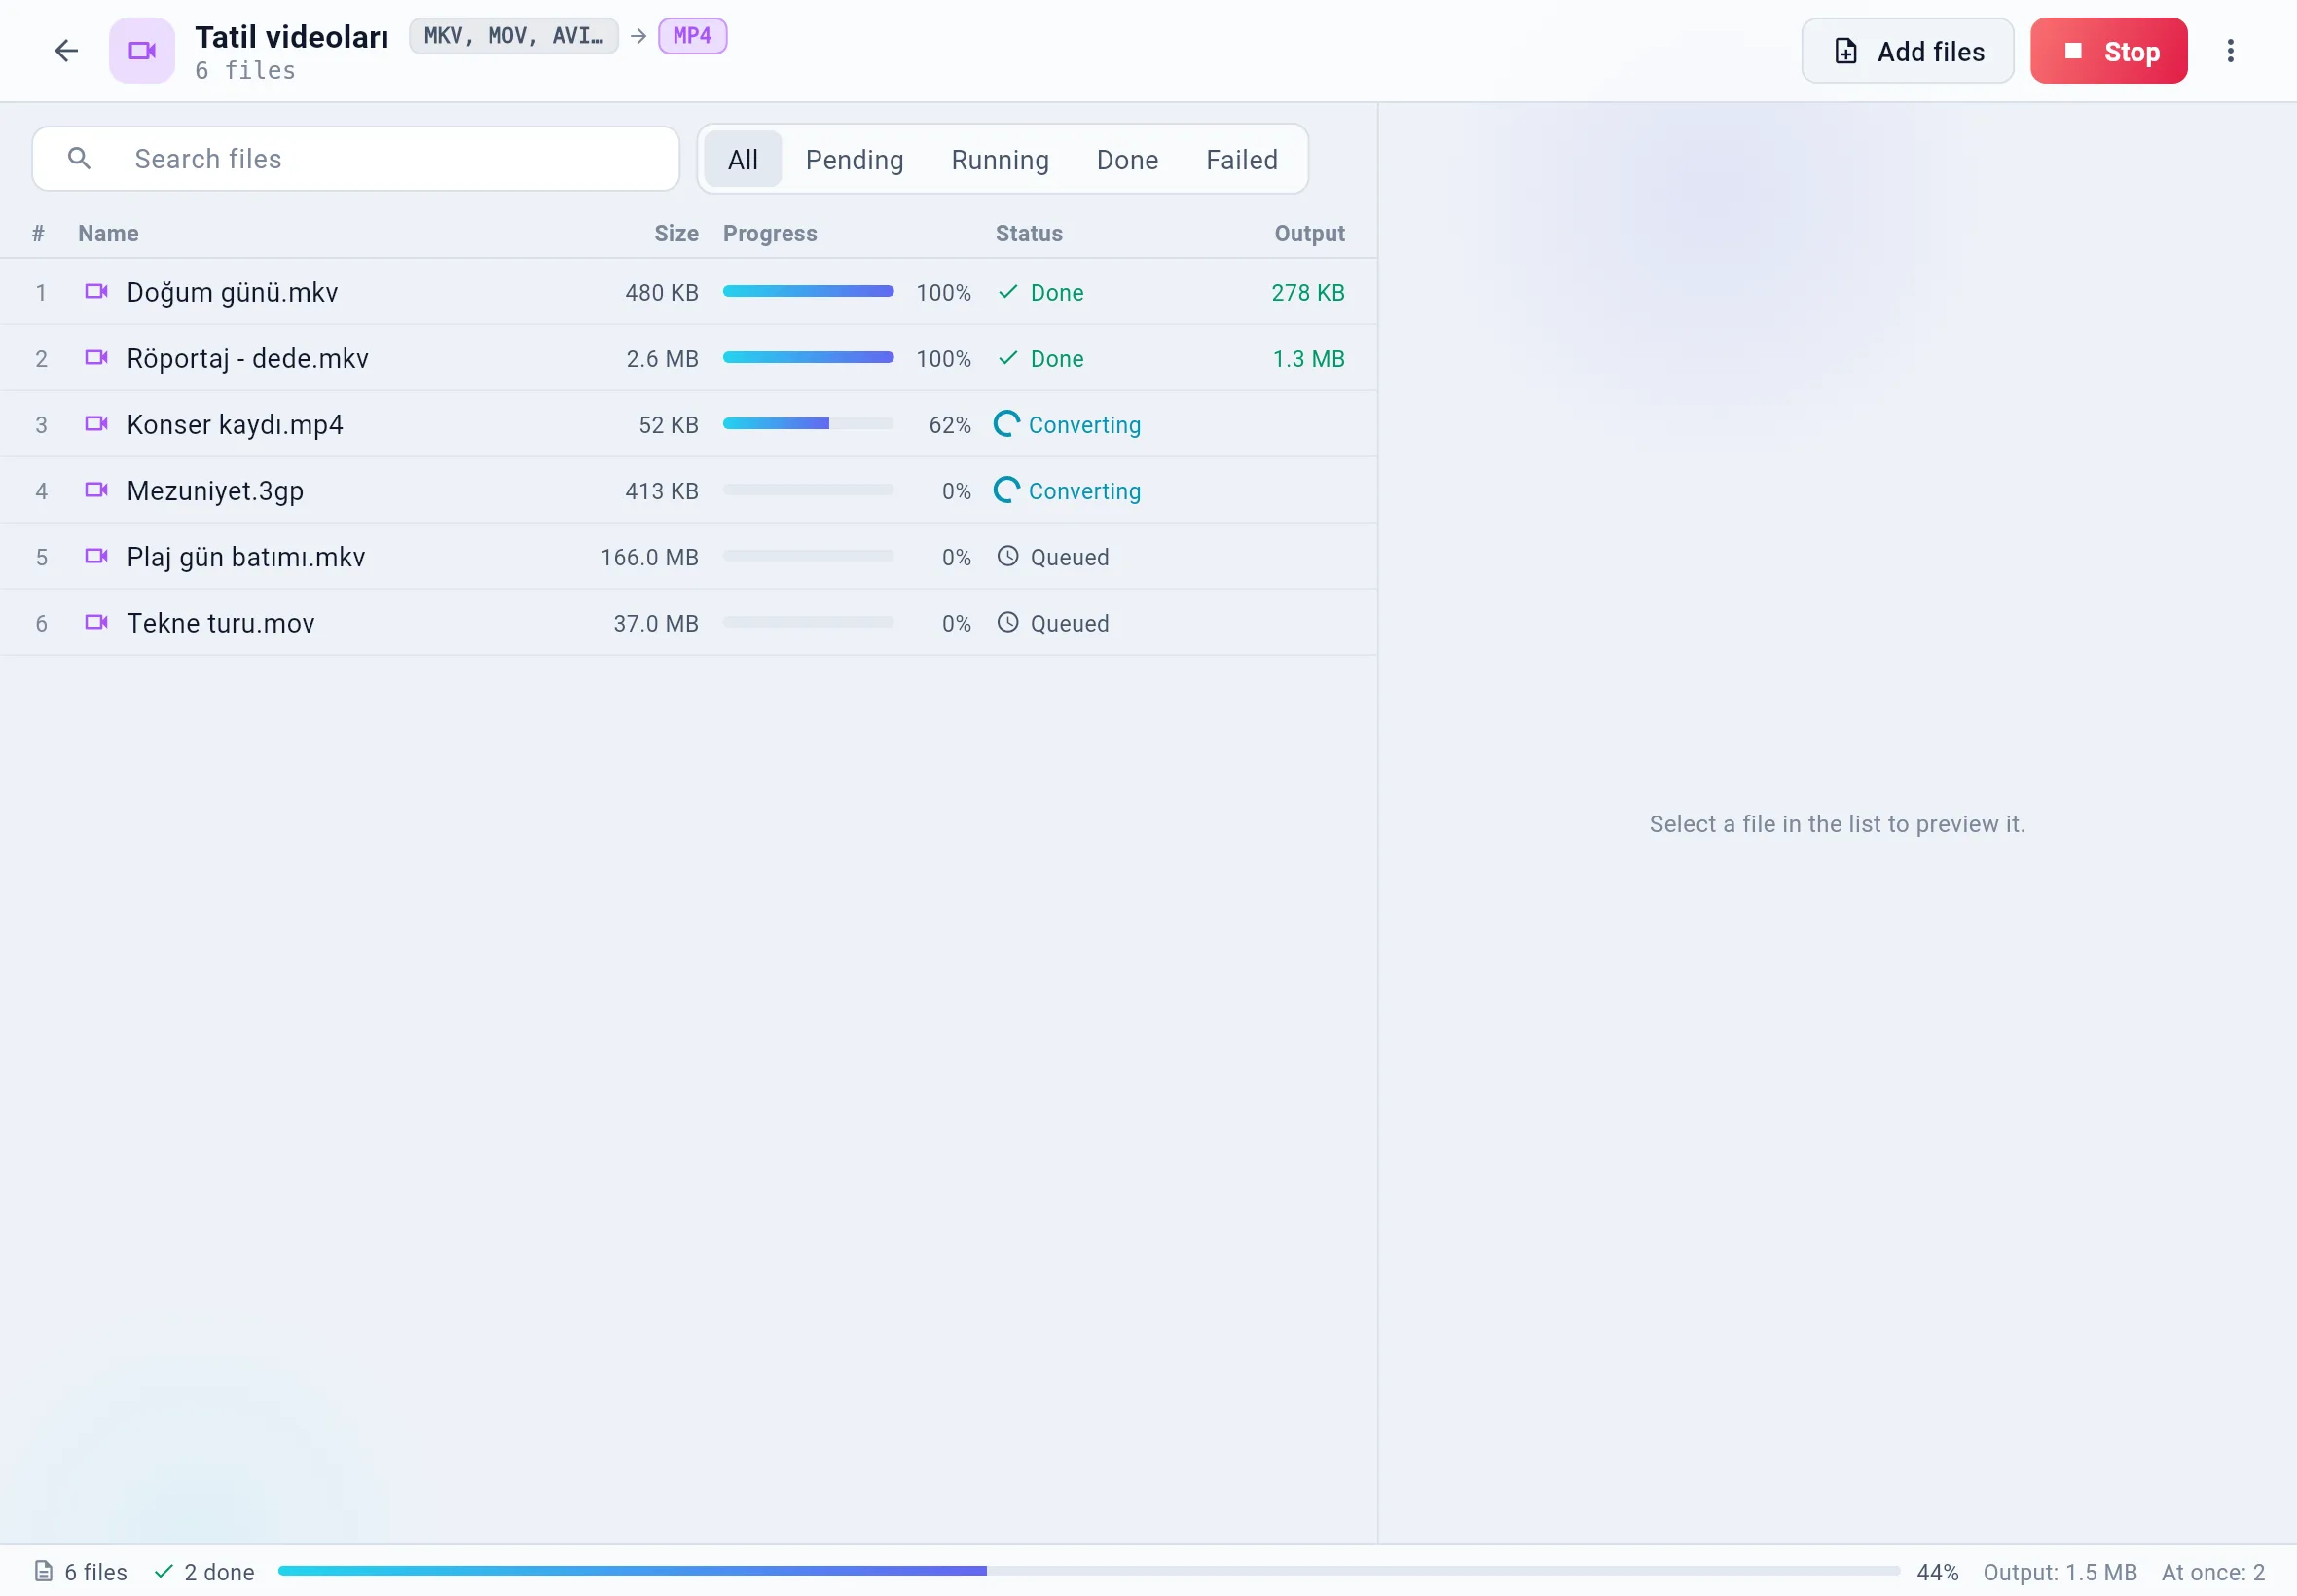 Tatil videoları MKV, MOV, AVI… → MP4
6 files
Add files
Stop
Search files
All Pending Running Done Failed
# Name Size Progress Status Output
1 Doğum günü.mkv 480 KB 100% Done 278 KB
2 Röportaj - dede.mkv 2.6 MB 100% Done 1.3 MB
3 Konser kaydı.mp4 52 KB 62% Converting
4 Mezuniyet.3gp 413 KB 0% Converting
5 Plaj gün batımı.mkv 166.0 MB 0% Queued
6 Tekne turu.mov 37.0 MB 0% Queued
Select a file in the list to preview it.
6 files 2 done 44% Output: 1.5 MB At once: 2